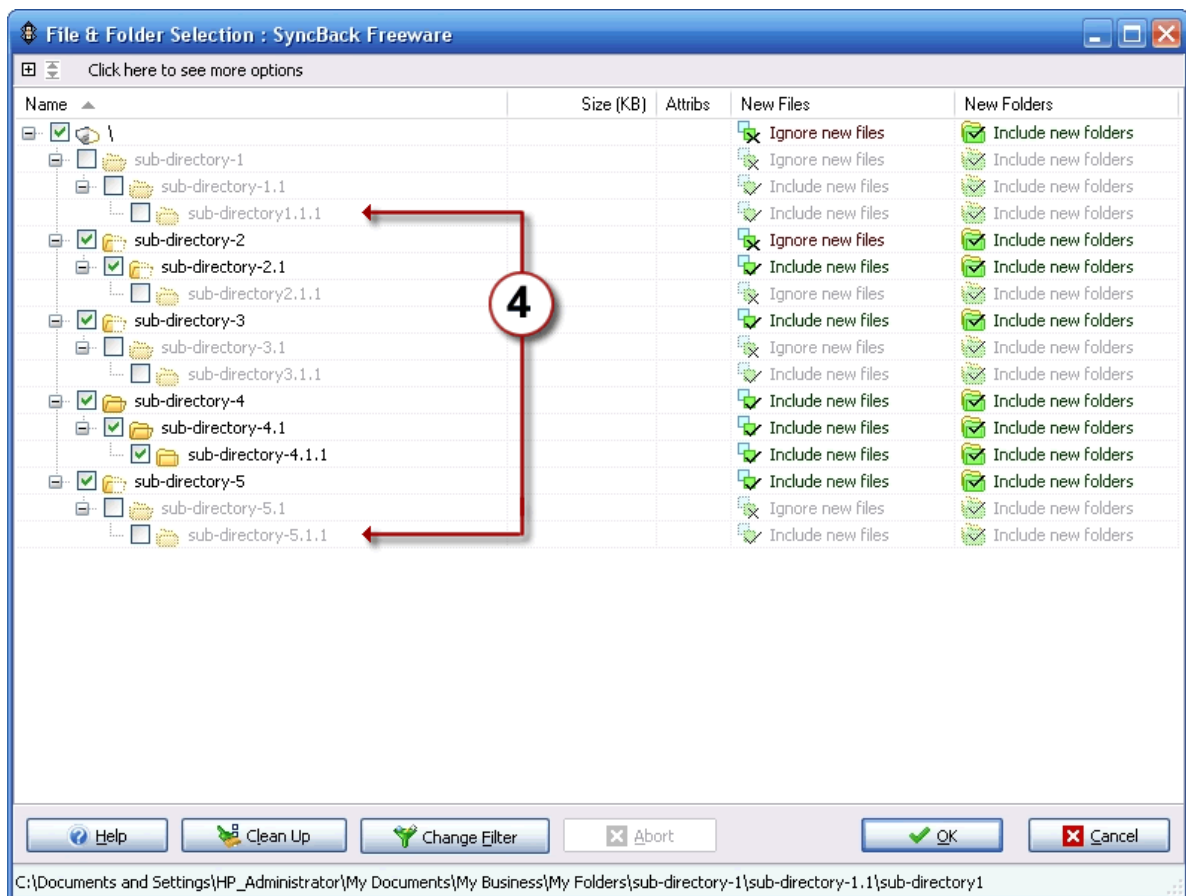 File & Folder Selection : SyncBack Freeware
Click here to see more options
Name Size (KB) Attribs New Files New Folders
\ Ignore new files Include new folders
sub-directory-1 Ignore new files Include new folders
sub-directory-1.1 Include new files Include new folders
sub-directory1.1.1 Include new files Include new folders
sub-directory-2 Ignore new files Include new folders
sub-directory-2.1 Include new files Include new folders
sub-directory2.1.1 Ignore new files Include new folders
4
sub-directory-3 Include new files Include new folders
sub-directory-3.1 Ignore new files Include new folders
sub-directory3.1.1 Include new files Include new folders
sub-directory-4 Include new files Include new folders
sub-directory-4.1 Include new files Include new folders
sub-directory-4.1.1 Include new files Include new folders
sub-directory-5 Include new files Include new folders
sub-directory-5.1 Ignore new files Include new folders
sub-directory-5.1.1 Include new files Include new folders
Help Clean Up Change Filter Abort OK Cancel
C:\Documents and Settings\HP_Administrator\My Documents\My Business\My Folders\sub-directory-1\sub-directory-1.1\sub-directory1